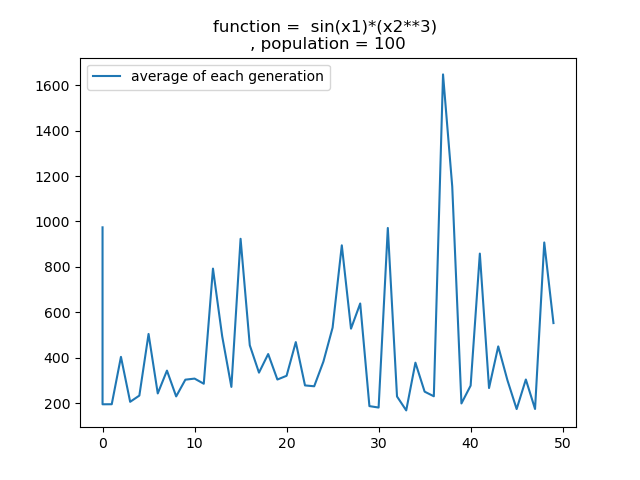 function =  sin(x1)*(x2**3)
, population = 100
average of each generation
1600
1400
1200
1000
800
600
400
200
0 10 20 30 40 50